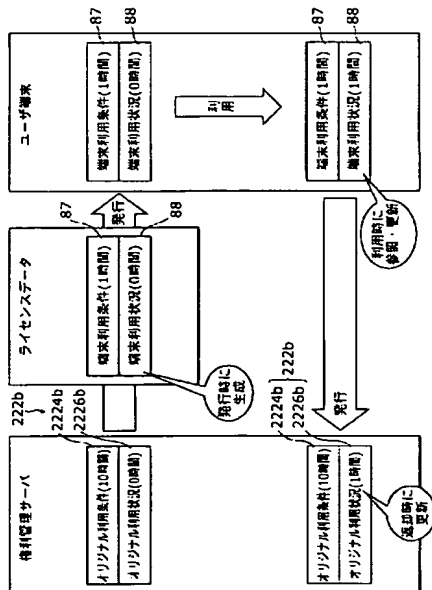 権利管理サーバ
222b
2224b
2226b
オリジナル利用条件(10時間)
オリジナル利用状況(0時間)
ライセンスデータ
87
端末利用条件(1時間)
端末利用状況(0時間)
88
発行時に
生成
発行
ユーザ端末
端末利用条件(1時間)
87
端末利用状況(0時間)
88
利用
端末利用条件(1時間)
87
端末利用状況(1時間)
88
利用時に
参照・更新
発行
222b
2224b
2226b
オリジナル利用条件(10時間)
オリジナル利用状況(1時間)
返却時に
更新